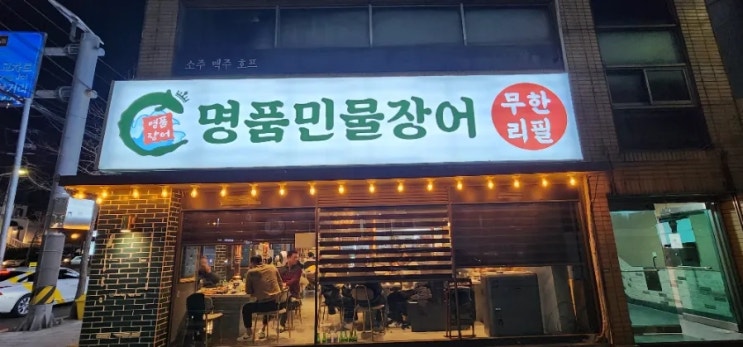 소주 맥주 호프
명품
장어
명품민물장어
무한
리필